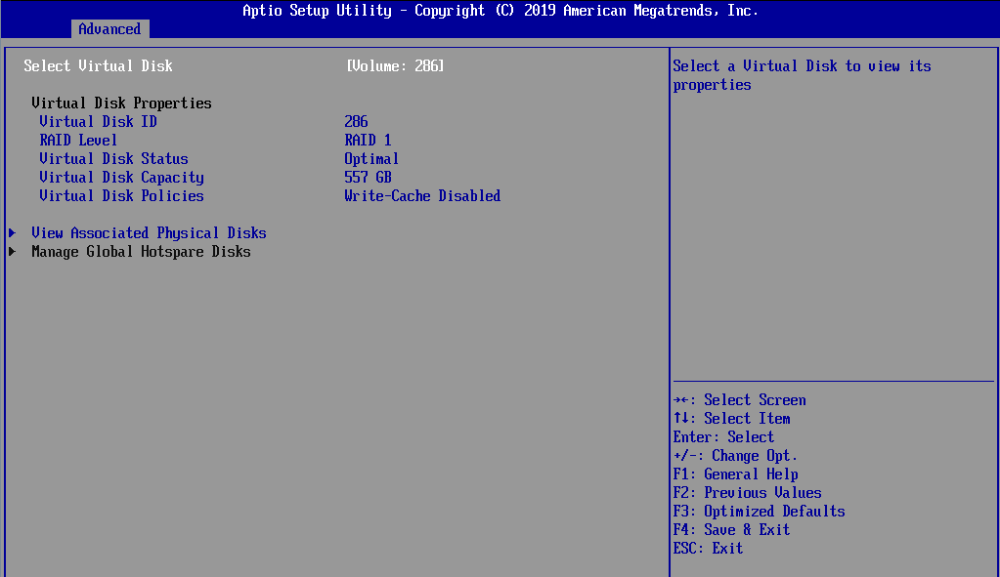 Aptio Setup Utility - Copyright (C) 2019 American Megatrends, Inc.
Advanced
Select Virtual Disk [Volume: 286]
Virtual Disk Properties
Virtual Disk ID 286
RAID Level RAID 1
Virtual Disk Status Optimal
Virtual Disk Capacity 557 GB
Virtual Disk Policies Write-Cache Disabled
View Associated Physical Disks
Manage Global Hotspare Disks
Select a Virtual Disk to view its
properties
→←: Select Screen
↑↓: Select Item
Enter: Select
+/-: Change Opt.
F1: General Help
F2: Previous Values
F3: Optimized Defaults
F4: Save & Exit
ESC: Exit